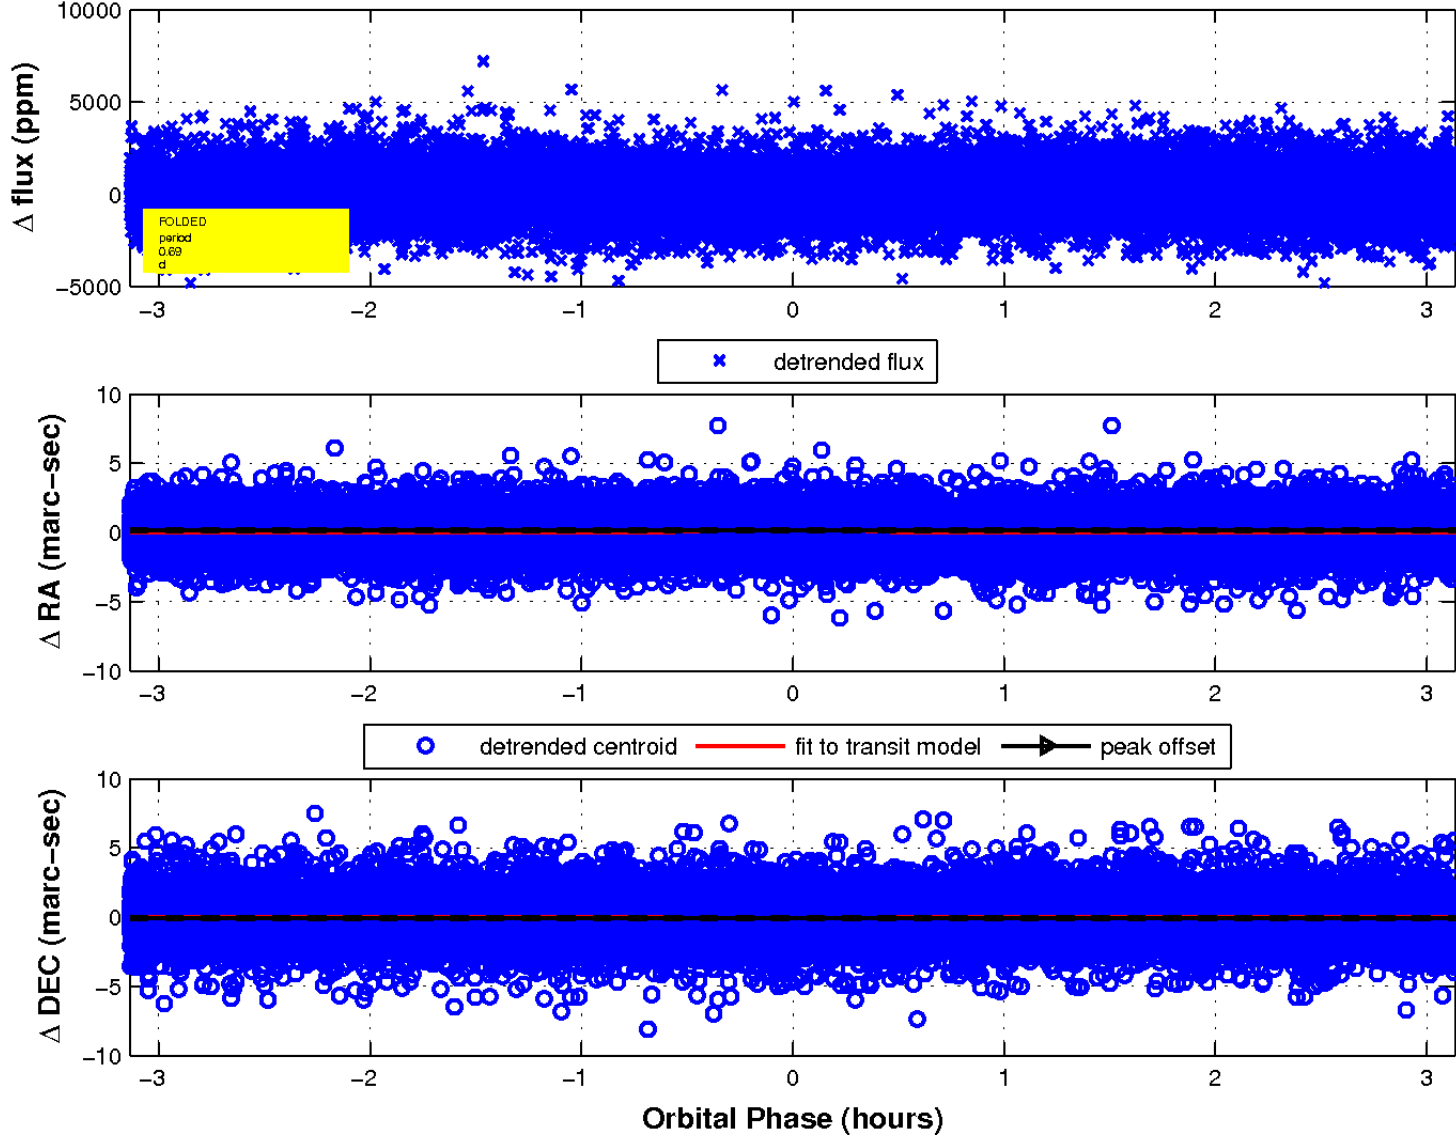 10000
5000
0
−5000
Δ flux (ppm)
FOLDED
period
0.69
d
−3 −2 −1 0 1 2 3
detrended flux
10
5
0
−5
−10
Δ RA (marc−sec)
−3 −2 −1 0 1 2 3
detrended centroid fit to transit model peak offset
10
5
0
−5
−10
Δ DEC (marc−sec)
−3 −2 −1 0 1 2 3
Orbital Phase (hours)